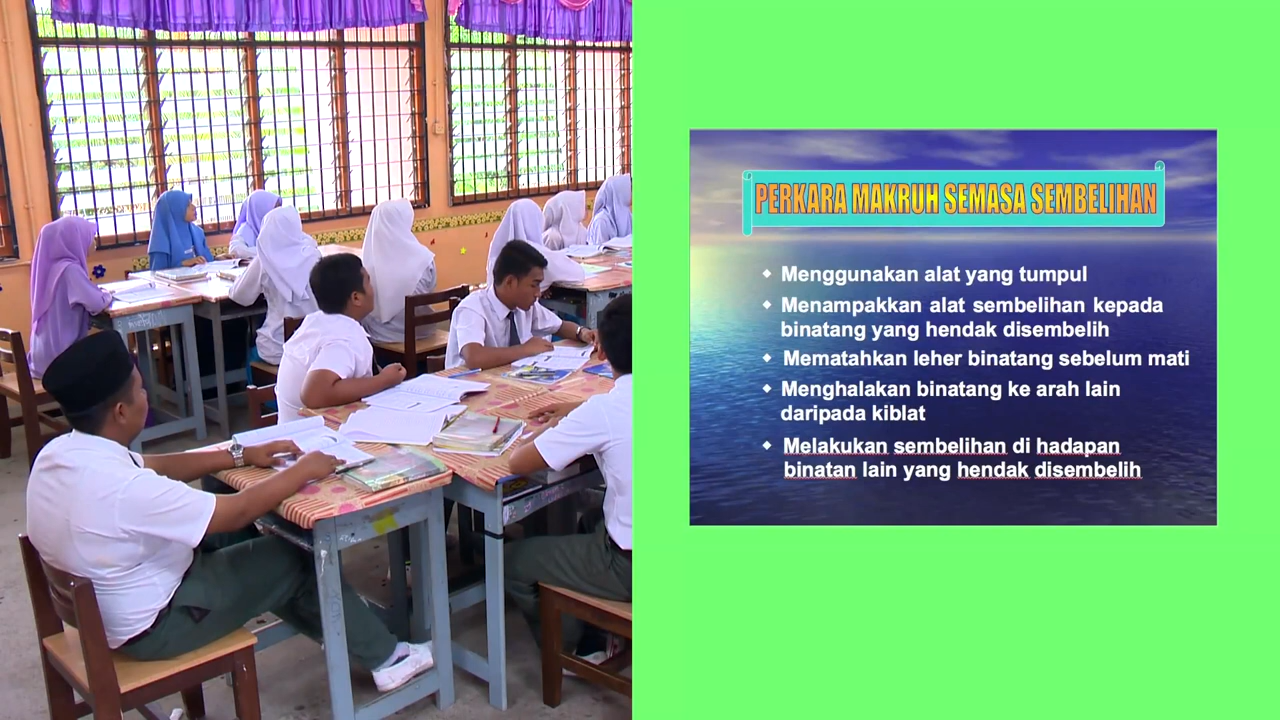 PERKARA MAKRUH SEMASA SEMBELIHAN
Menggunakan alat yang tumpul
Menampakkan alat sembelihan kepada
binatang yang hendak disembelih
Mematahkan leher binatang sebelum mati
Menghalakan binatang ke arah lain
daripada kiblat
Melakukan sembelihan di hadapan
binatan lain yang hendak disembelih